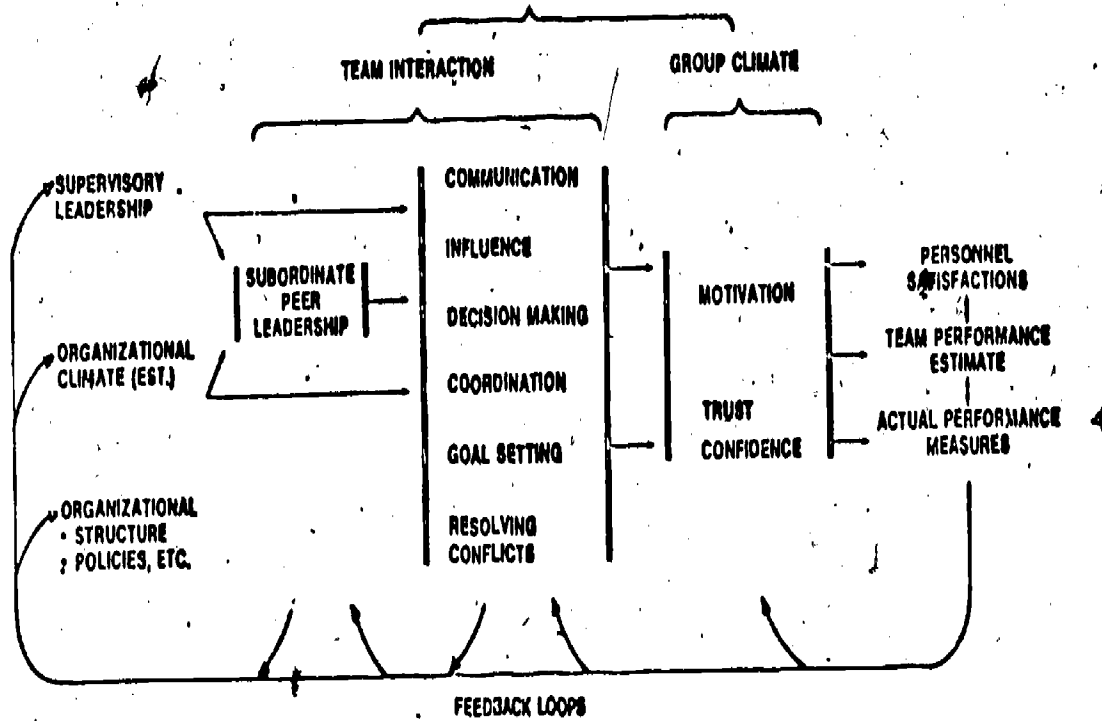 TEAM INTERACTION
GROUP CLIMATE
SUPERVISORY
LEADERSHIP
SUBORDINATE
PEER
LEADERSHIP
ORGANIZATIONAL
CLIMATE (EST.)
ORGANIZATIONAL
• STRUCTURE
• POLICIES, ETC.
COMMUNICATION
INFLUENCE
DECISION MAKING
COORDINATION
GOAL SETTING
RESOLVING
CONFLICTS
MOTIVATION
TRUST
CONFIDENCE
PERSONNEL
SATISFACTIONS
TEAM PERFORMANCE
ESTIMATE
ACTUAL PERFORMANCE
MEASURES
FEEDBACK LOOPS